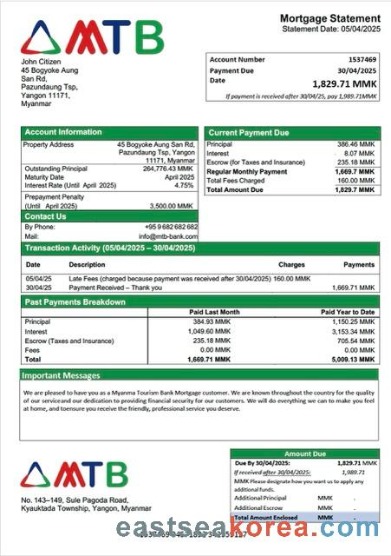 MTB
Mortgage Statement
Statement Date: 05/04/2025
John Citizen
45 Bogyoke Aung
San Rd,
Pazundaung Tsp,
Yangon 11171,
Myanmar
Account Number 1537469
Payment Due 30/04/2025
Date 1,829.71 MMK
If payment is received after 30/04/2025, pay 1,989.71MMK
Account Information
Property Address 45 Bogyoke Aung San Rd,
Pazundaung Tsp, Yangon
11171, Myanmar
Outstanding Principal 264,776.43 MMK
Maturity Date April 2025
Interest Rate (Until April 2025) 4.75%
Prepayment Penalty
(Until April 2025) 3,500.00 MMK
Contact Us
By Phone: +95 9 682 682 682
Mail: info@mtb-bank.com
Current Payment Due
Principal 386.46 MMK
Interest 8.07 MMK
Escrow (for Taxes and Insurance) 235.18 MMK
Regular Monthly Payment 1,669.7 MMK
Total Fees Charged 160.00 MMK
Total Amount Due 1,829.7 MMK
Transaction Activity (05/04/2025 – 30/04/2025)
Date Description Charges Payments
05/04/25 Late Fees (charged because payment was received after 30/04/2025) 160.00 MMK
30/04/25 Payment Received – Thank you 1,669.71 MMK
Past Payments Breakdown
Paid Last Month Paid Year to Date
Principal 384.93 MMK 1,150.25 MMK
Interest 1,049.60 MMK 3,153.34 MMK
Escrow (Taxes and Insurance) 235.18 MMK 705.54 MMK
Fees 0.00 MMK 0.00 MMK
Total 1,669.71 MMK 5,009.13 MMK
Important Messages
We are pleased to have you as a Myanma Tourism Bank Mortgage customer. We are known throughout the country for the quality
of our service and our dedication to providing financial security for our customers. We will do everything we can to make you feel
at home, and toensure you receive the friendly, professional service you deserve.
MTB
No. 143–149, Sule Pagoda Road,
Kyauktada Township, Yangon, Myanmar
Amount Due
Due By 30/04/2025: 1,829.71 MMK
If received after 30/04/2025: 1,989.71
MMK Please designate how you want us to apply any
additional funds.
Additional Principal MMK -
Additional Escrow MMK -
Total Amount Enclosed MMK -
eastseakorea.com